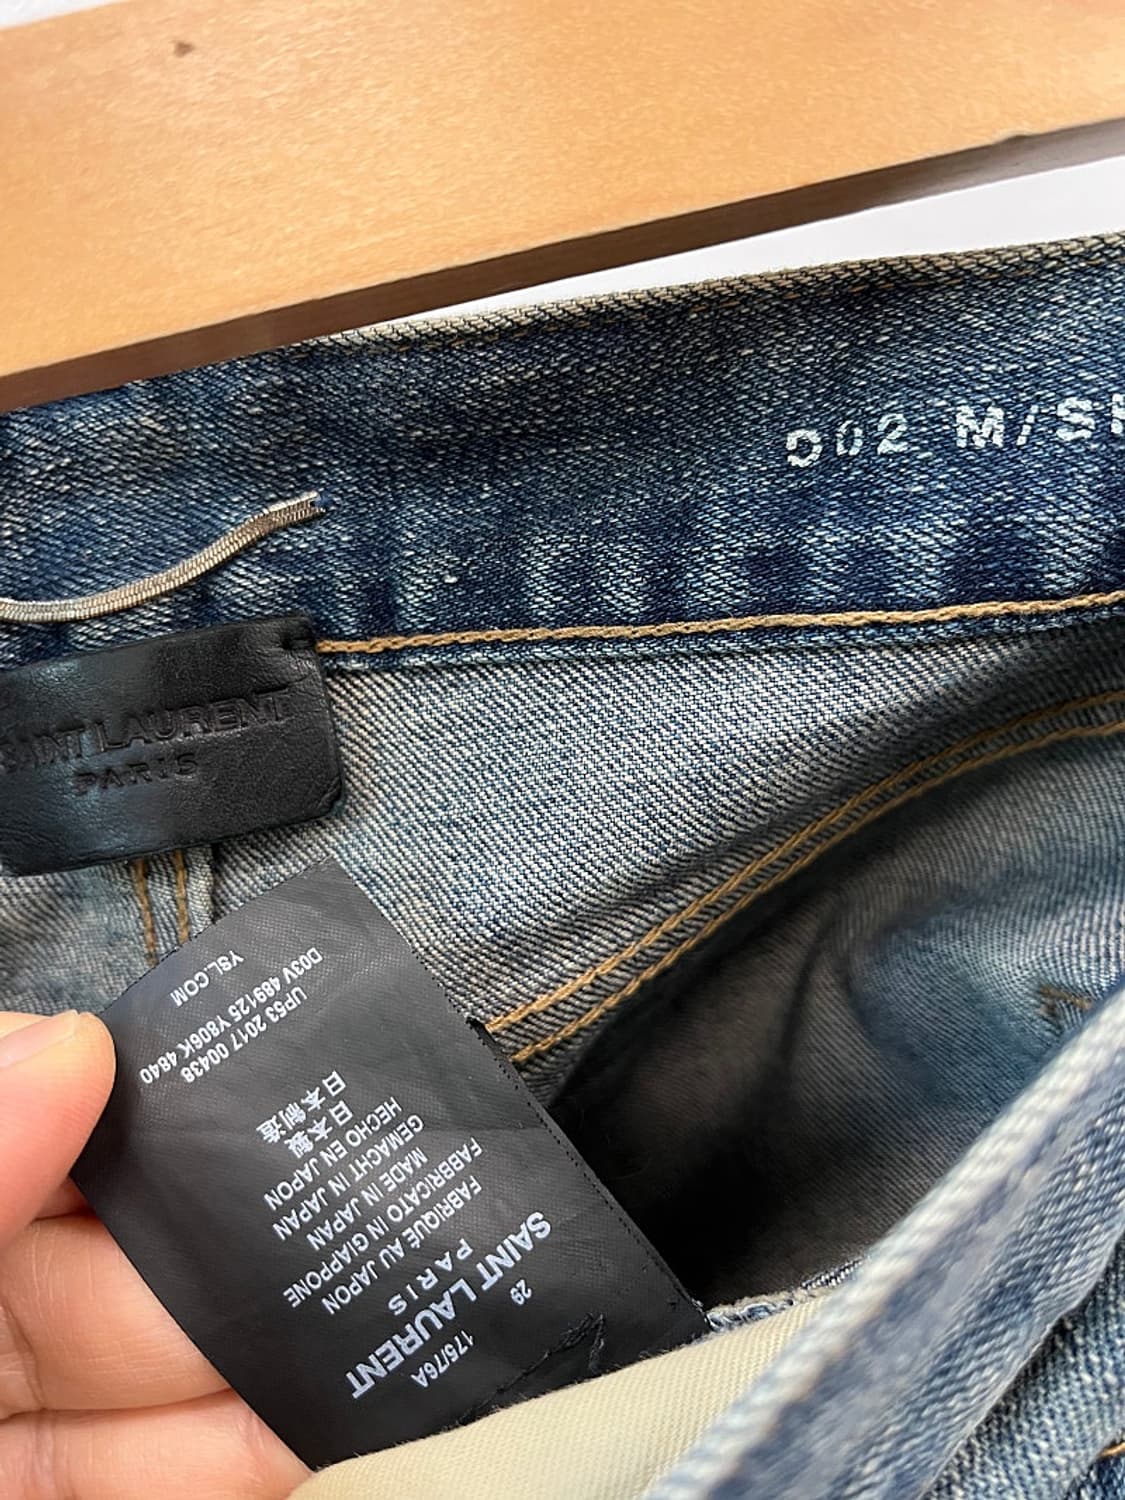 D02 M/SK
SAINT LAURENT
PARIS
175/76A
29
SAINT LAURENT
PARIS
FABRIQUÉ AU JAPON
FABBRICATO IN GIAPPONE
MADE IN JAPAN
GEMACHT IN JAPAN
HECHO EN JAPON
日本製
日本制造
UP53 2017 00438
D03V 489125 Y806K 4840
YSL.COM